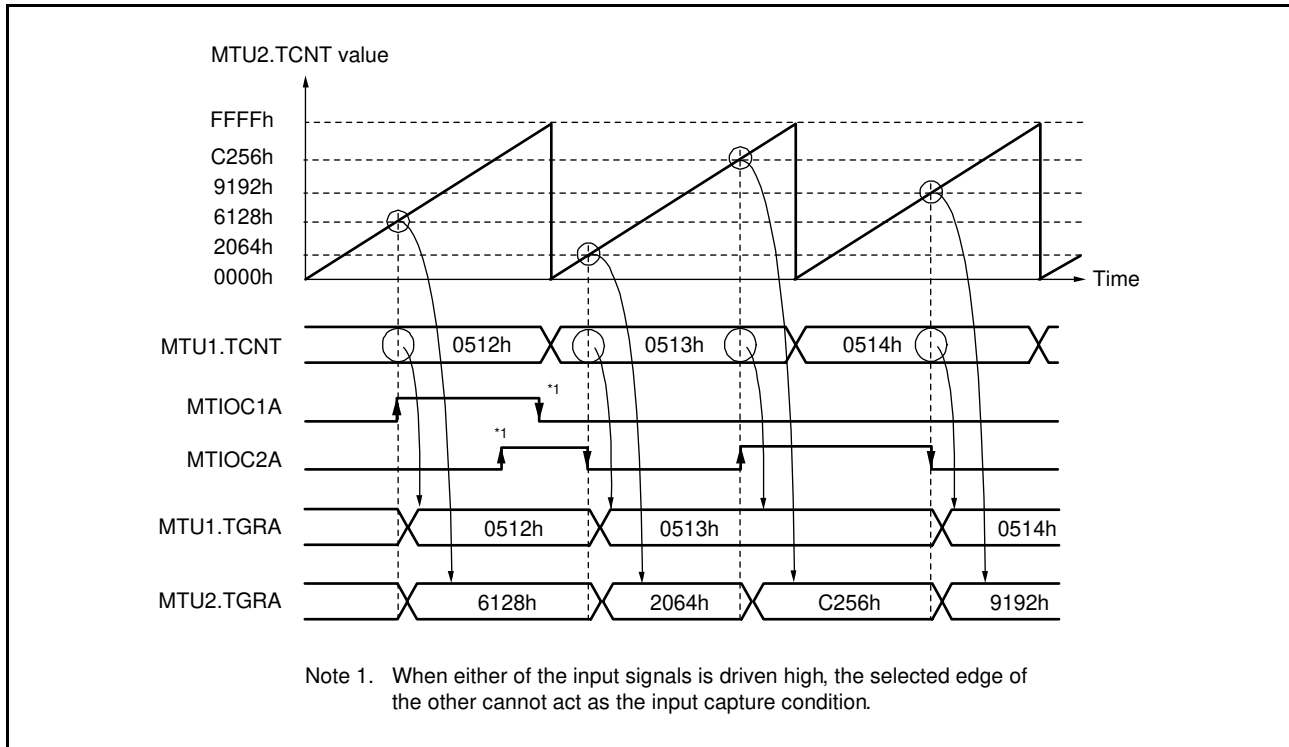 MTU2.TCNT value
FFFFh
C256h
9192h
6128h
2064h
0000h
Time
MTU1.TCNT 0512h 0513h 0514h
MTIOC1A *1
MTIOC2A *1
MTU1.TGRA 0512h 0513h 0514h
MTU2.TGRA 6128h 2064h C256h 9192h
Note 1. When either of the input signals is driven high, the selected edge of
the other cannot act as the input capture condition.